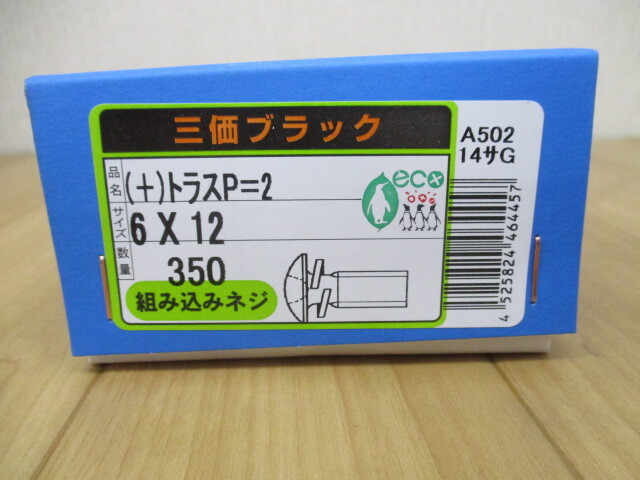 三価ブラック
A502
14サG
品名
(+)トラスP=2
eco
サイズ
6 X 12
数量
350
組み込みネジ
4 525824 464457